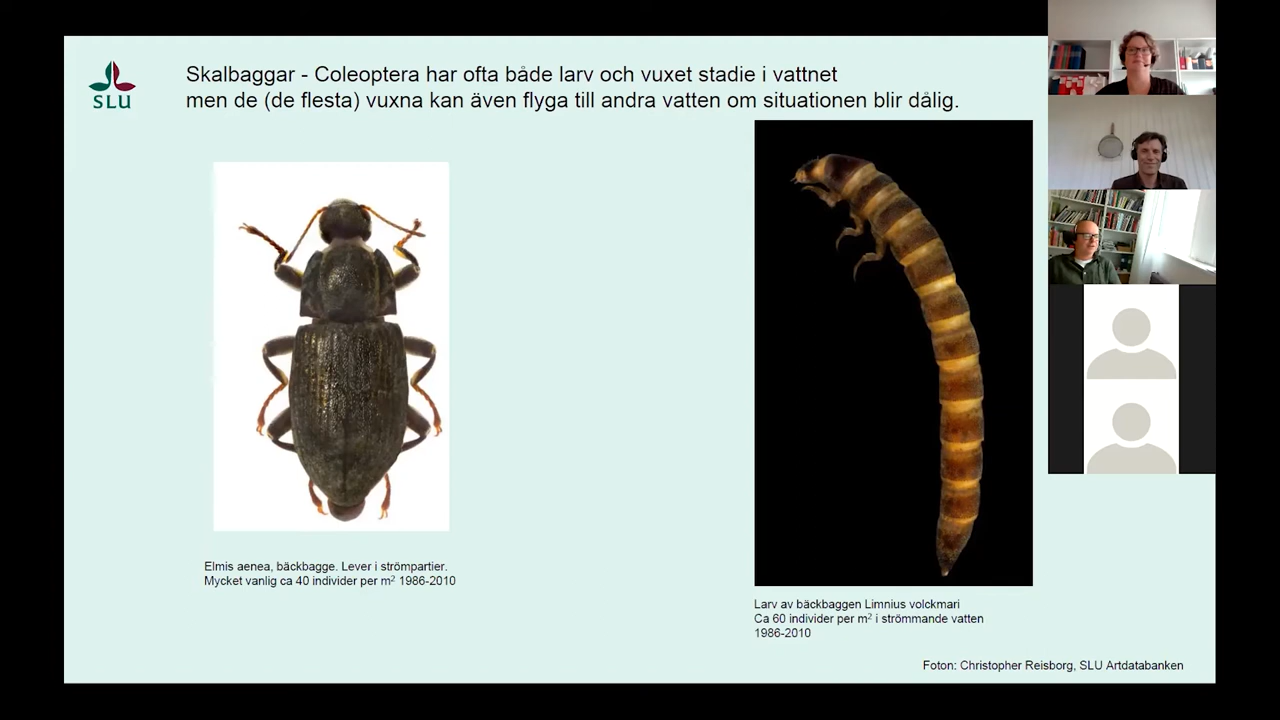 SLU
Skalbaggar - Coleoptera har ofta både larv och vuxet stadie i vattnet
men de (de flesta) vuxna kan även flyga till andra vatten om situationen blir dålig.
Elmis aenea, bäckbagge. Lever i strömpartier.
Mycket vanlig ca 40 individer per m² 1986-2010
Larv av bäckbaggen Limnius volckmari
Ca 60 individer per m² i strömmande vatten
1986-2010
Foton: Christopher Reisborg, SLU Artdatabanken